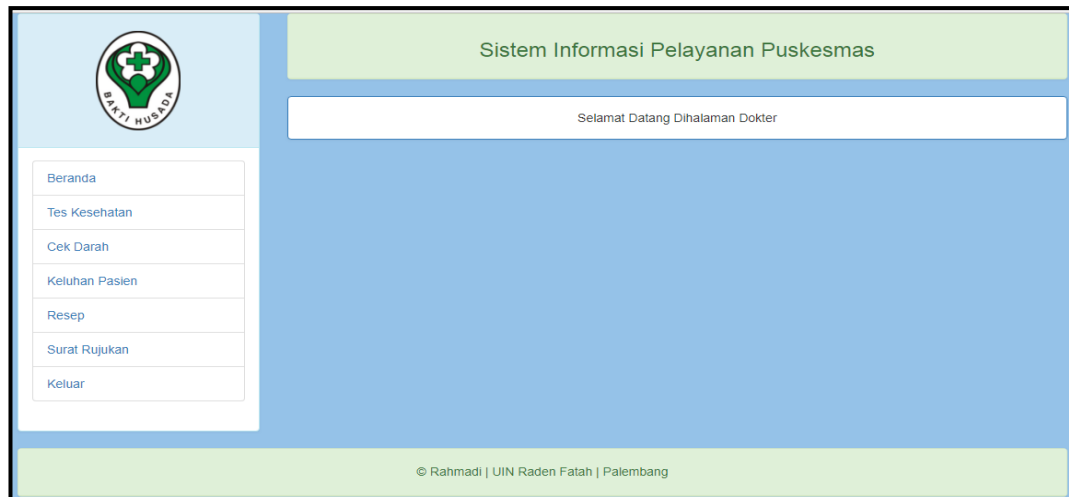 BAKTI HUSADA
Sistem Informasi Pelayanan Puskesmas
Selamat Datang Dihalaman Dokter
Beranda
Tes Kesehatan
Cek Darah
Keluhan Pasien
Resep
Surat Rujukan
Keluar
© Rahmadi | UIN Raden Fatah | Palembang